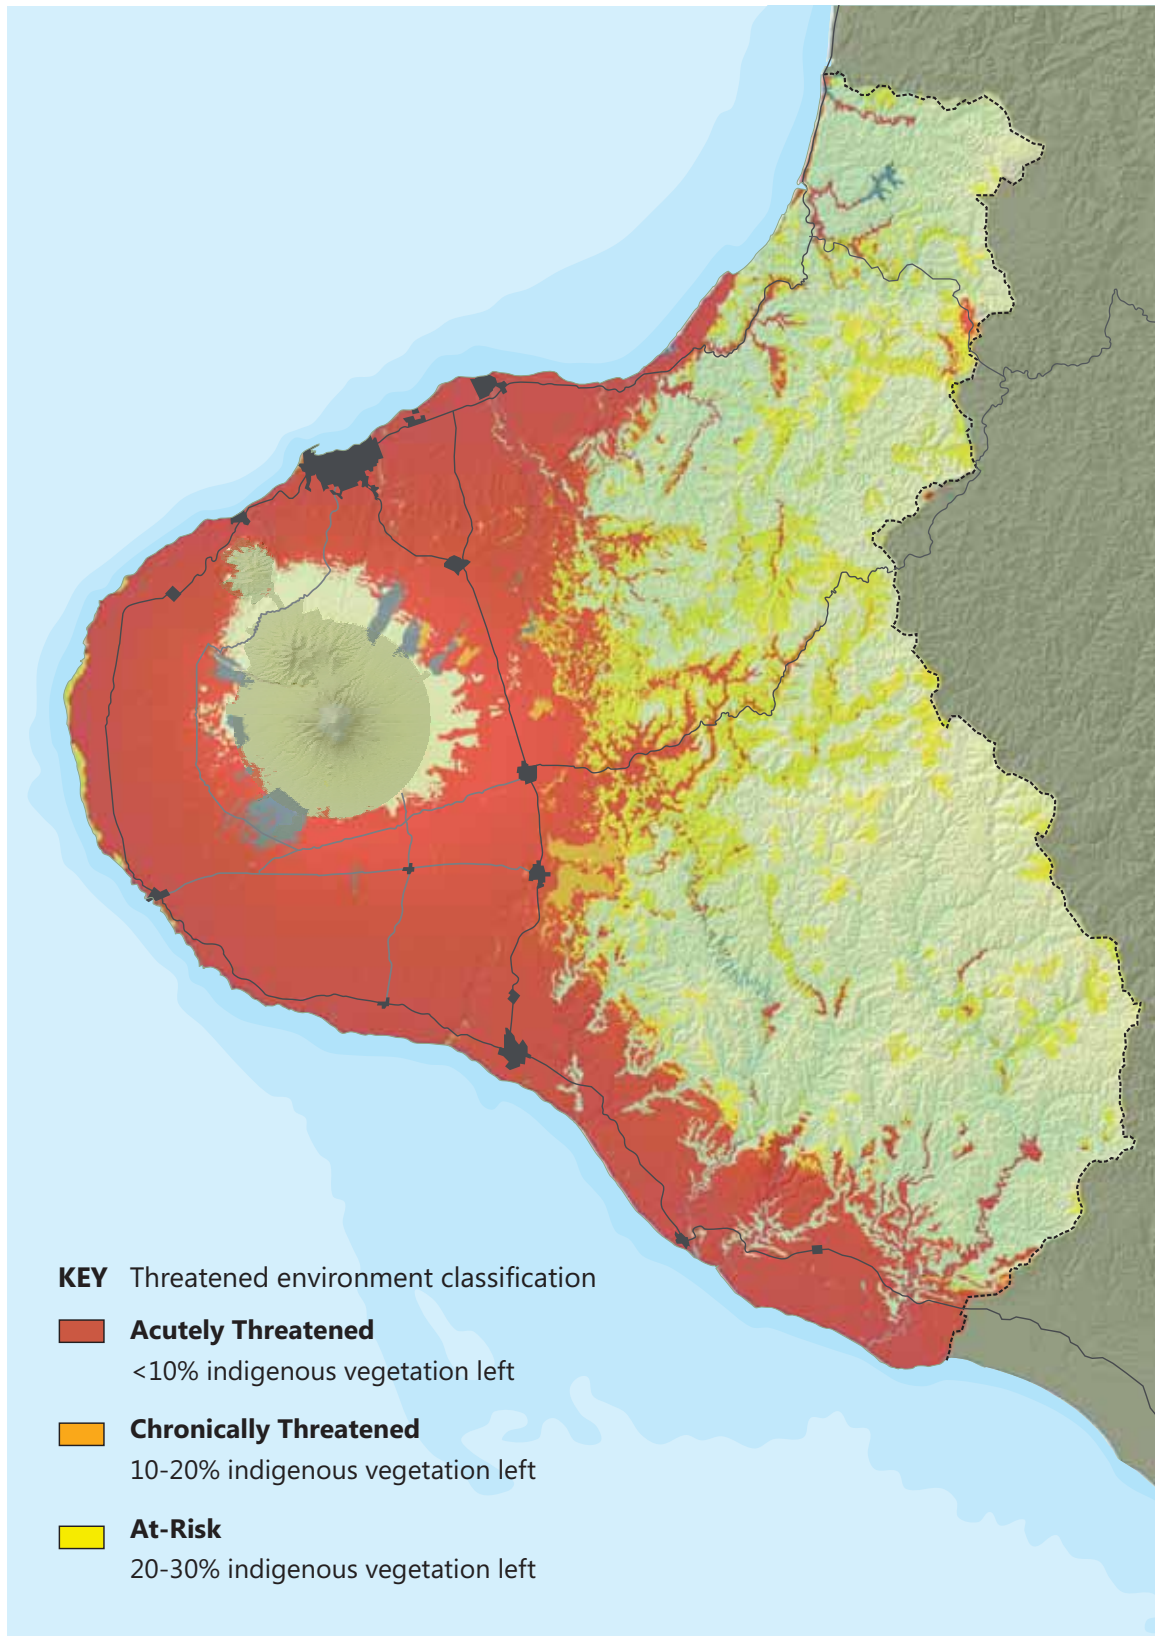 KEY Threatened environment classification
Acutely Threatened
<10% indigenous vegetation left
Chronically Threatened
10-20% indigenous vegetation left
At-Risk
20-30% indigenous vegetation left